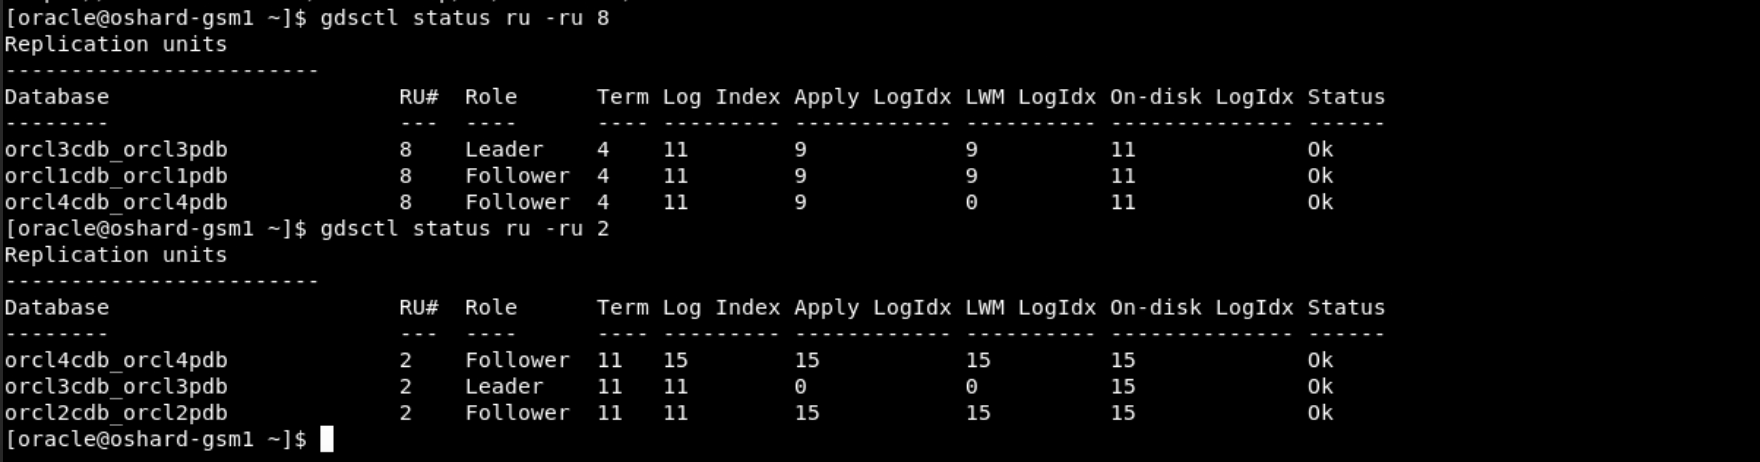 [oracle@oshard-gsm1 ~]$ gdsctl status ru -ru 8
Replication units
------------------------
Database                      RU#  Role      Term Log Index Apply LogIdx LWM LogIdx On-disk LogIdx Status
--------                      ---  ----      ---- --------- ------------ ---------- -------------- ------
orcl3cdb_orcl3pdb             8    Leader    4    11        9            9          11             Ok
orcl1cdb_orcl1pdb             8    Follower  4    11        9            9          11             Ok
orcl4cdb_orcl4pdb             8    Follower  4    11        9            0          11             Ok
[oracle@oshard-gsm1 ~]$ gdsctl status ru -ru 2
Replication units
------------------------
Database                      RU#  Role      Term Log Index Apply LogIdx LWM LogIdx On-disk LogIdx Status
--------                      ---  ----      ---- --------- ------------ ---------- -------------- ------
orcl4cdb_orcl4pdb             2    Follower  11   15        15           15         15             Ok
orcl3cdb_orcl3pdb             2    Leader    11   11        0            0          15             Ok
orcl2cdb_orcl2pdb             2    Follower  11   11        15           15         15             Ok
[oracle@oshard-gsm1 ~]$